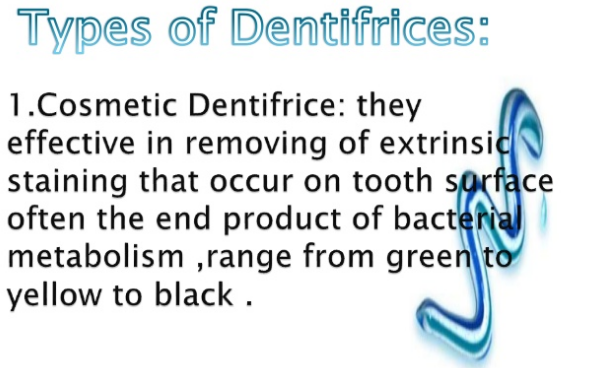 Types of Dentifrices:
1.Cosmetic Dentifrice: they
effective in removing of extrinsic
staining that occur on tooth surface
often the end product of bacterial
metabolism ,range from green to
yellow to black .